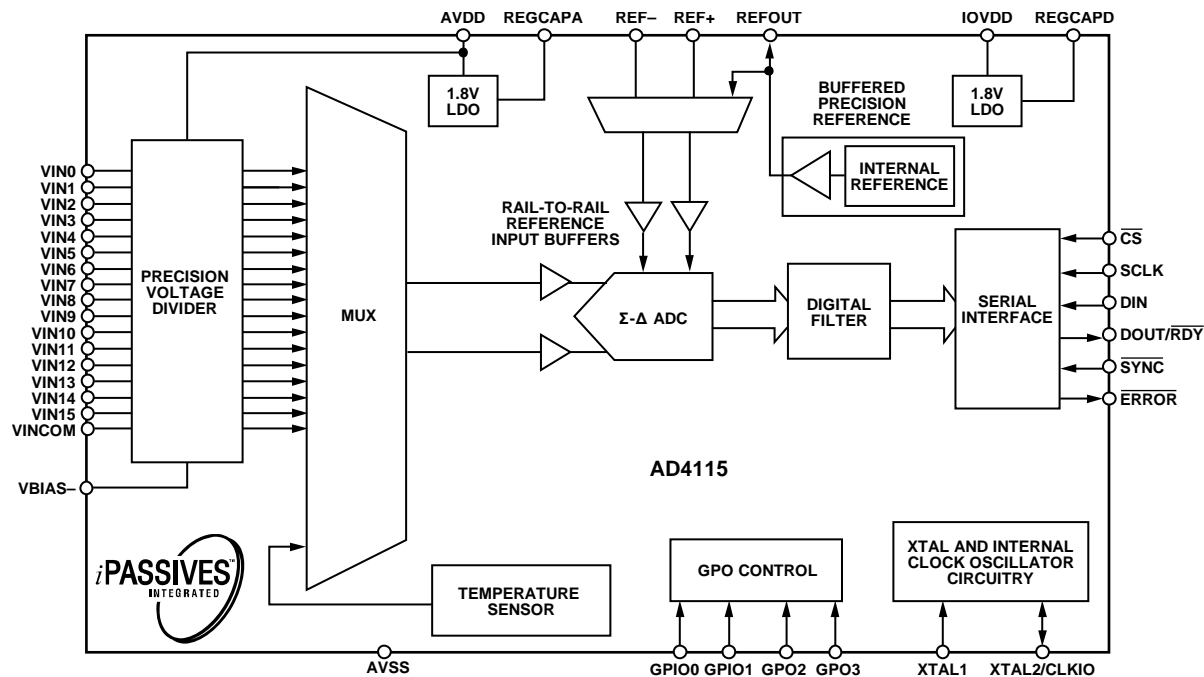 AVDD REGCAPA REF– REF+ REFOUT IOVDD REGCAPD
1.8V
LDO
BUFFERED
PRECISION
REFERENCE
1.8V
LDO
INTERNAL
REFERENCE
VIN0
VIN1
VIN2
VIN3
VIN4
VIN5
VIN6
VIN7
VIN8
VIN9
VIN10
VIN11
VIN12
VIN13
VIN14
VIN15
VINCOM
VBIAS–
PRECISION
VOLTAGE
DIVIDER
MUX
RAIL-TO-RAIL
REFERENCE
INPUT BUFFERS
Σ-Δ ADC
DIGITAL
FILTER
SERIAL
INTERFACE
CS
SCLK
DIN
DOUT/RDY
SYNC
ERROR
AD4115
iPASSIVES™
INTEGRATED
TEMPERATURE
SENSOR
GPO CONTROL
XTAL AND INTERNAL
CLOCK OSCILLATOR
CIRCUITRY
AVSS GPIO0 GPIO1 GPO2 GPO3 XTAL1 XTAL2/CLKIO